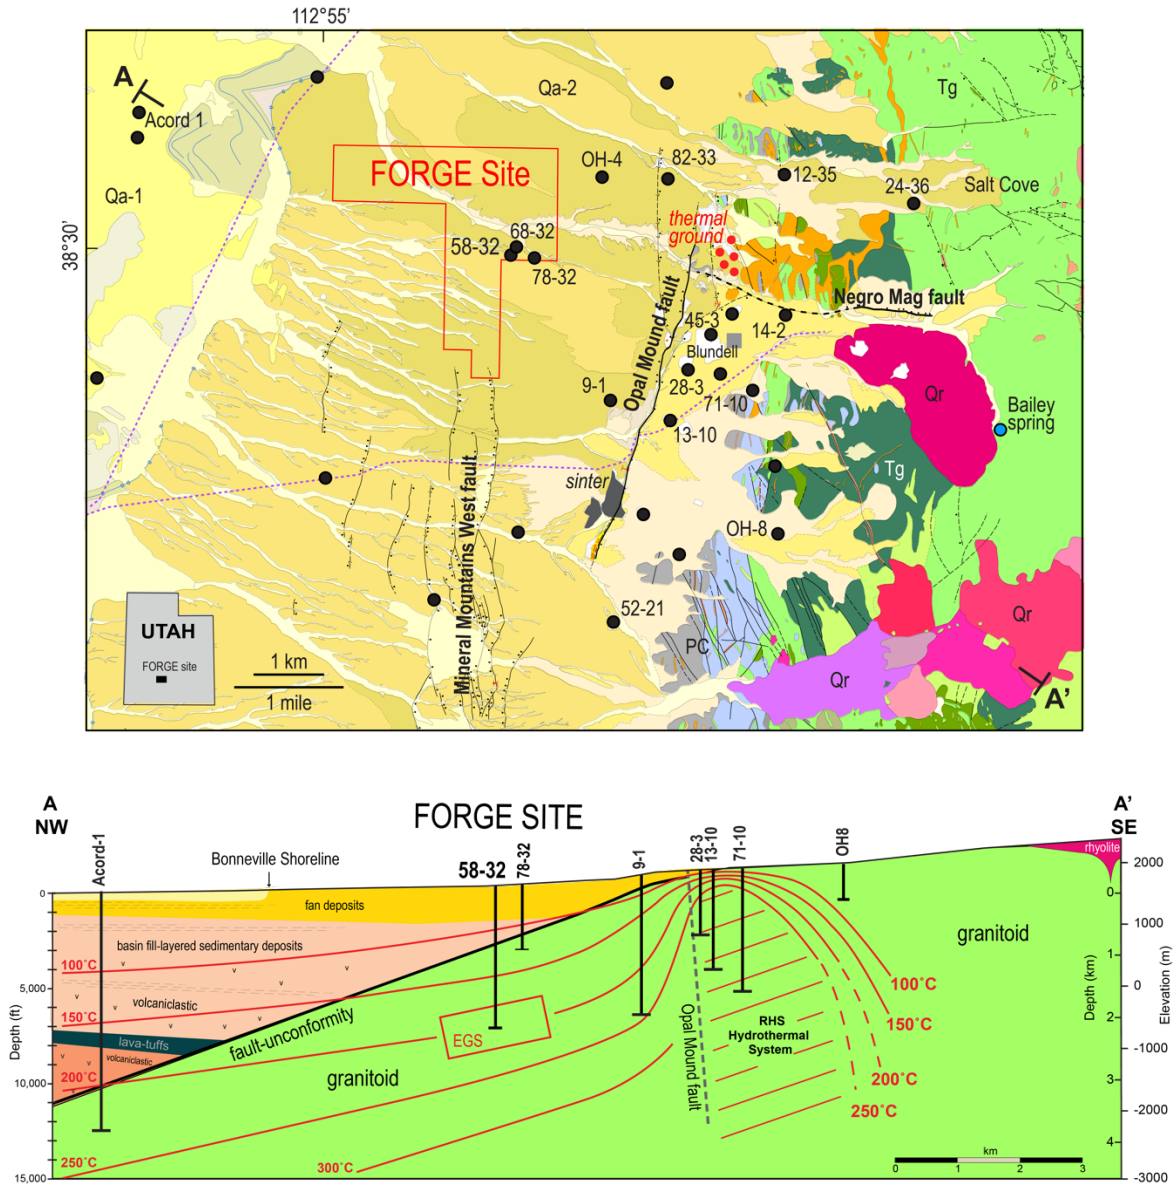 112°55'
A
Acord 1
Qa-2
Tg
FORGE Site
OH-4
82-33
12-35
24-36
Salt Cove
Qa-1
thermal
ground
38°30'
68-32
58-32
78-32
Negro Mag fault
Opal Mound fault
45-3
14-2
Blundell
28-3
71-10
9-1
13-10
Qr
Bailey
spring
Tg
sinter
Mineral Mountains West fault
OH-8
52-21
PC
Qr
Qr
UTAH
FORGE site
1 km
1 mile
A'
A
NW
FORGE SITE
A'
SE
Acord-1
Bonneville Shoreline
58-32
78-32
9-1
28-3
13-10
71-10
OH8
rhyolite
2000
1000
0
-1000
-2000
-3000
Elevation (m)
0
1
2
3
4
Depth (km)
0
5,000
10,000
15,000
Depth (ft)
fan deposits
basin fill-layered sedimentary deposits
100°C
volcaniclastic
150°C
lava-tuffs
volcaniclastic
200°C
250°C
300°C
fault-unconformity
EGS
granitoid
granitoid
Opal Mound fault
RHS
Hydrothermal
System
100°C
150°C
200°C
250°C
km
0 1 2 3
v v v v v v v v v v v v